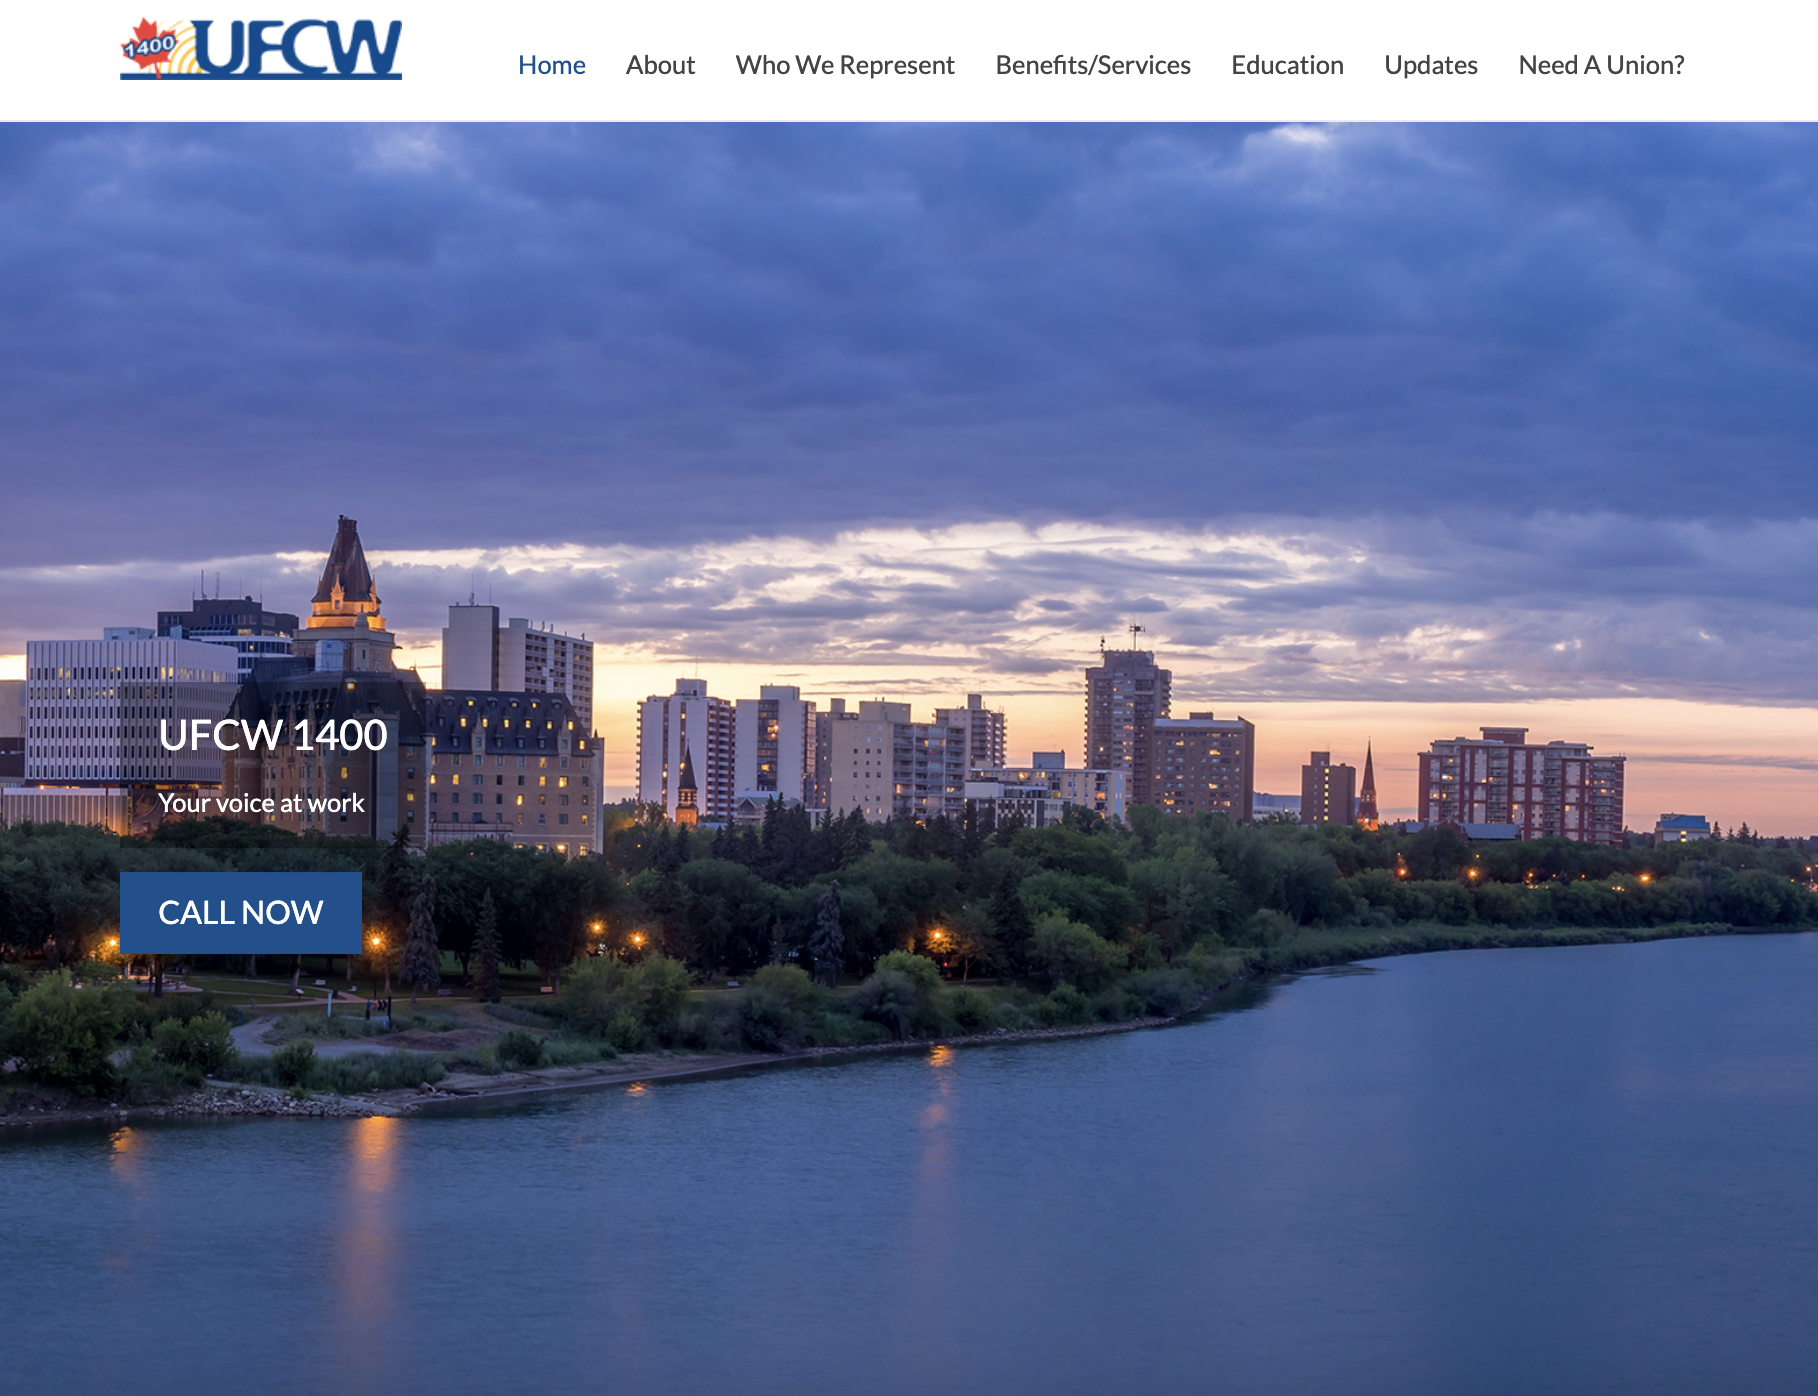 1400 UFCW
Home About Who We Represent Benefits/Services Education Updates Need A Union?
UFCW 1400
Your voice at work
CALL NOW